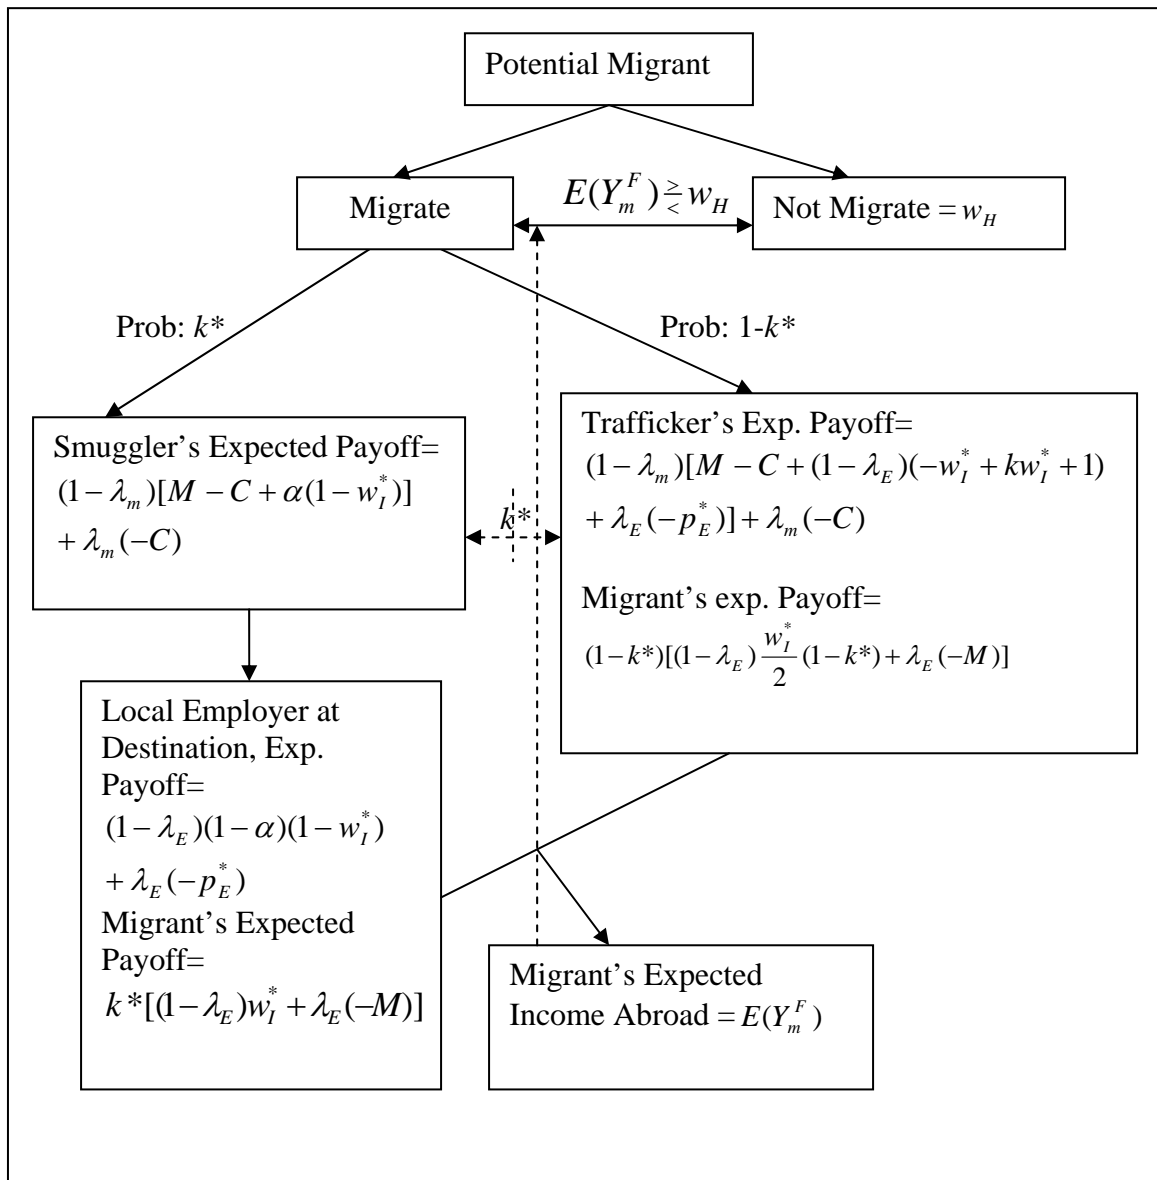 Potential Migrant
Migrate
E(Y_m^F) ≷ w_H
Not Migrate = w_H
Prob: k*
Prob: 1-k*
Smuggler's Expected Payoff=
(1−λ_m)[M − C + α(1−w_I^*)]
+ λ_m(−C)
k*
Trafficker's Exp. Payoff=
(1−λ_m)[M − C + (1−λ_E)(−w_I^* + kw_I^* + 1)
+ λ_E(−p_E^*)] + λ_m(−C)
Migrant's exp. Payoff=
(1−k*)[(1−λ_E) w_I^*/2 (1−k*) + λ_E(−M)]
Local Employer at
Destination, Exp.
Payoff=
(1−λ_E)(1−α)(1−w_I^*)
+ λ_E(−p_E^*)
Migrant's Expected
Payoff=
k*[(1−λ_E)w_I^* + λ_E(−M)]
Migrant's Expected
Income Abroad = E(Y_m^F)